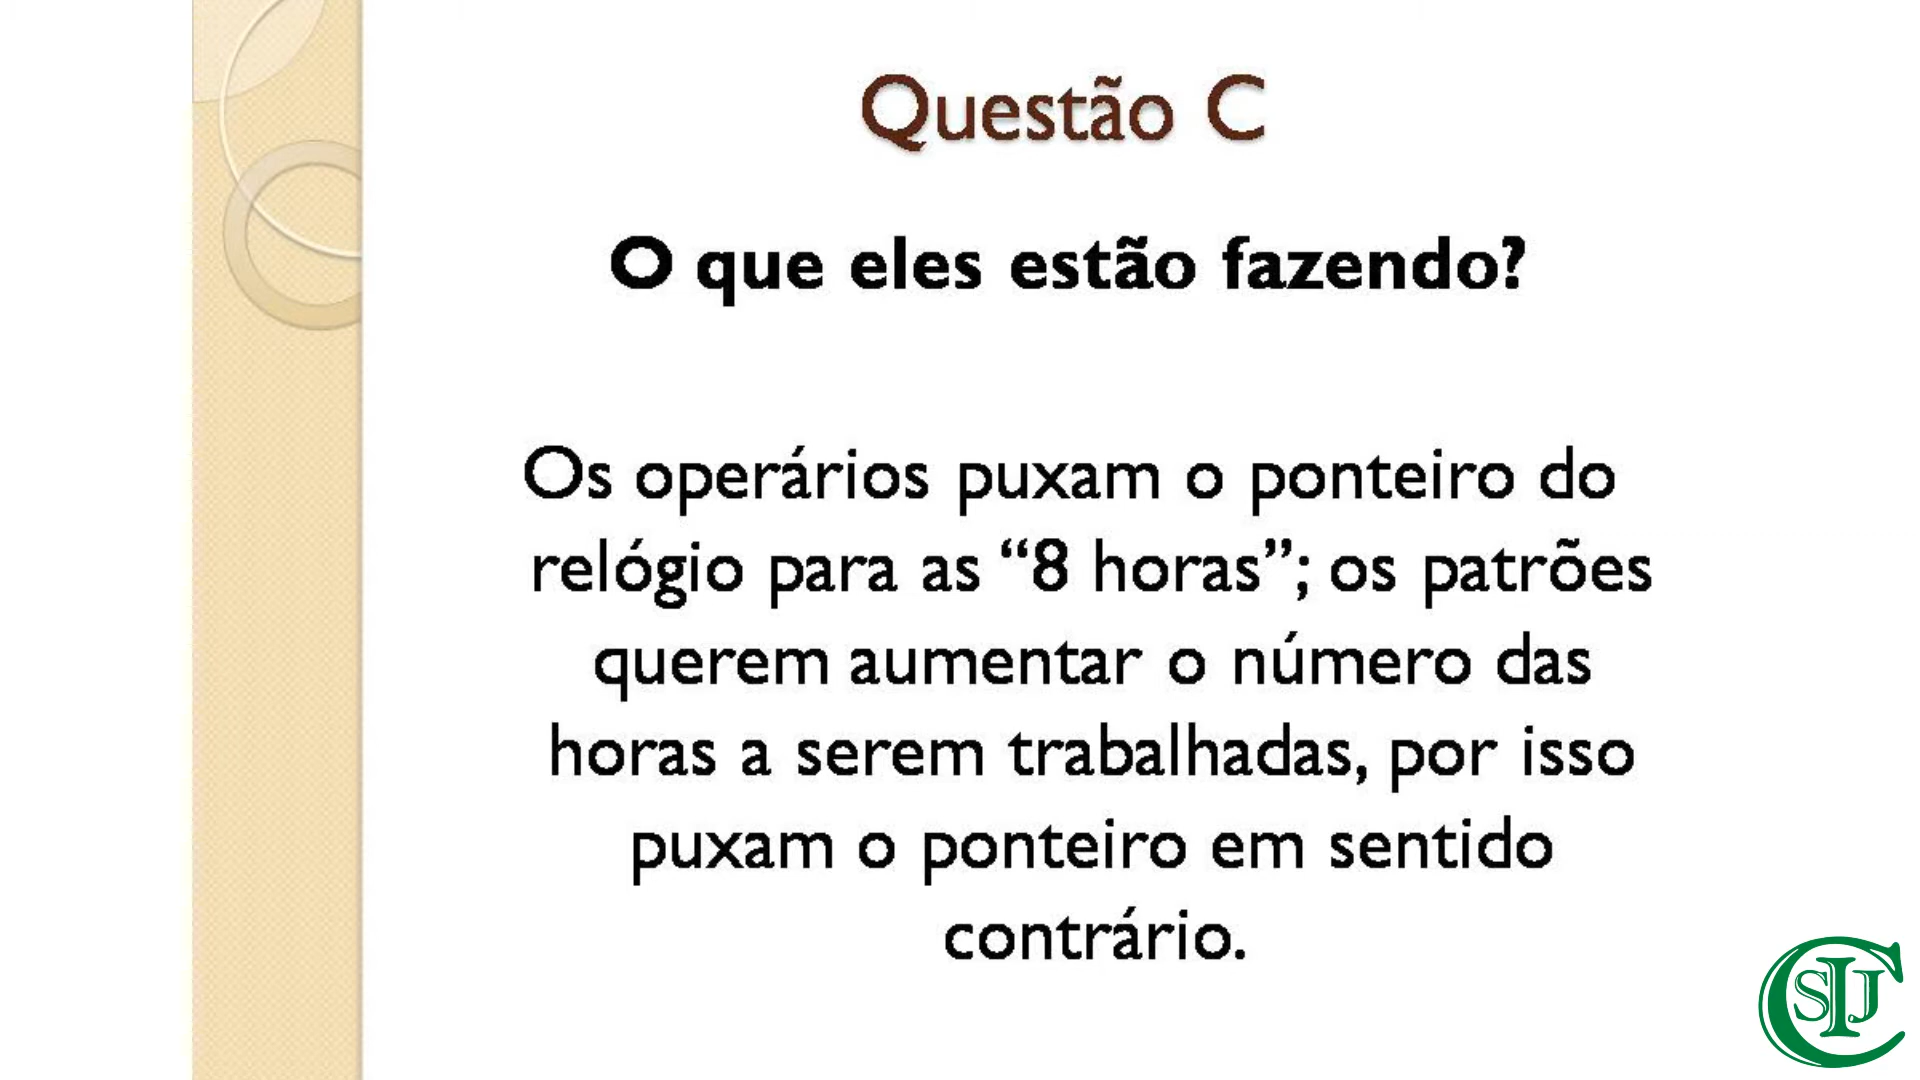 Questão C
O que eles estão fazendo?
Os operários puxam o ponteiro do
relógio para as “8 horas”; os patrões
querem aumentar o número das
horas a serem trabalhadas, por isso
puxam o ponteiro em sentido
contrário.
CSIJ